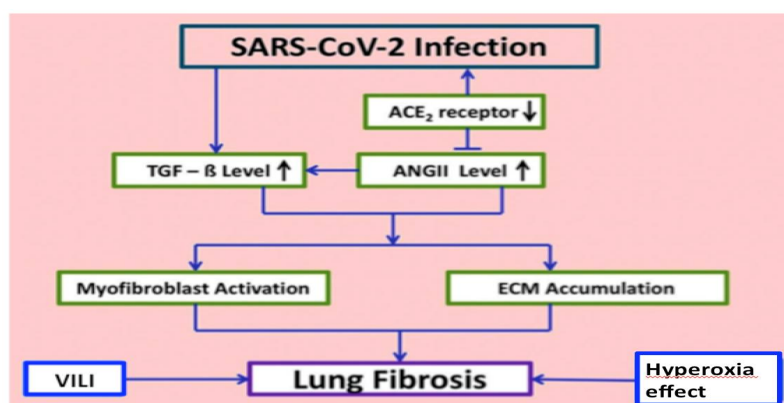 SARS-CoV-2 Infection
ACE₂ receptor ↓
TGF – ß Level ↑
ANGII Level ↑
Myofibroblast Activation
ECM Accumulation
VILI
Lung Fibrosis
Hyperoxia
effect